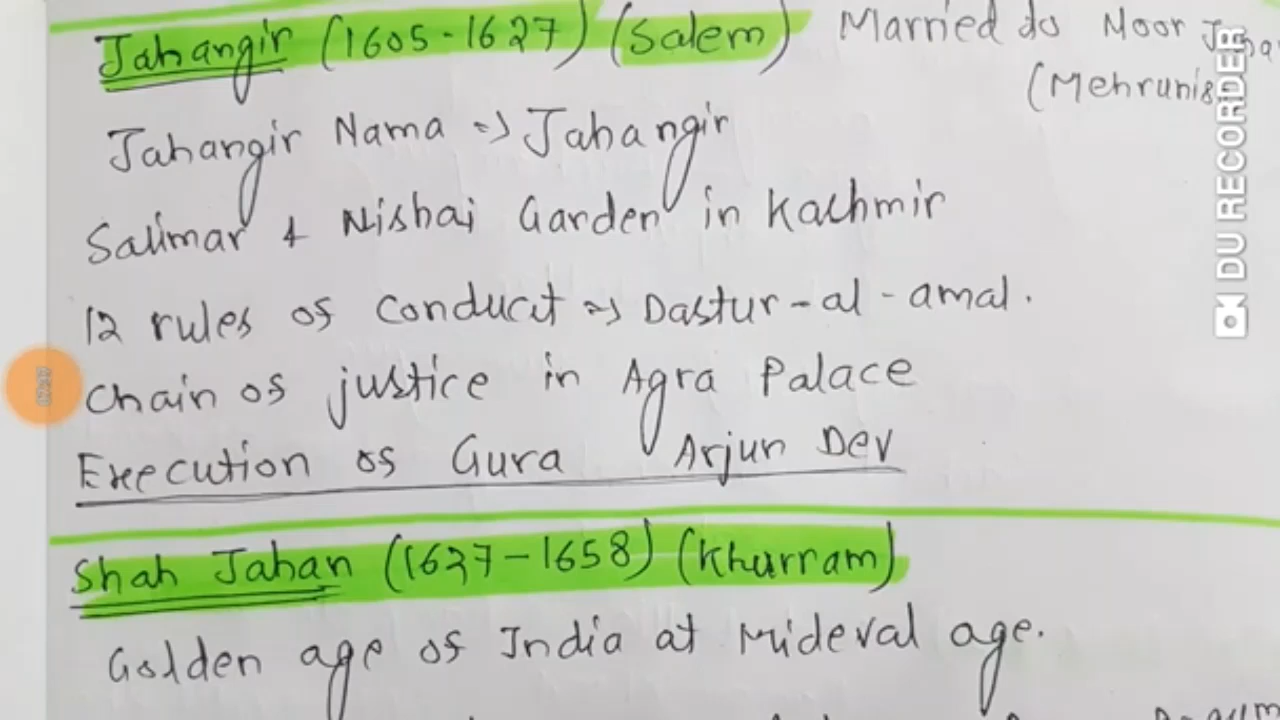 Jahangir (1605-1627) (Salem) Married to Noor Jahan
(Mehrunis
Jahangir Nama => Jahangir
Salimar & Nishai Garden in Kashmir
12 rules of conduct => Dastur-al-amal.
Chain of justice in Agra Palace
Execution of Gura Arjun Dev
Shah Jahan (1627-1658) (Khurram)
Golden age of India at Mideval age.
DU RECORDER